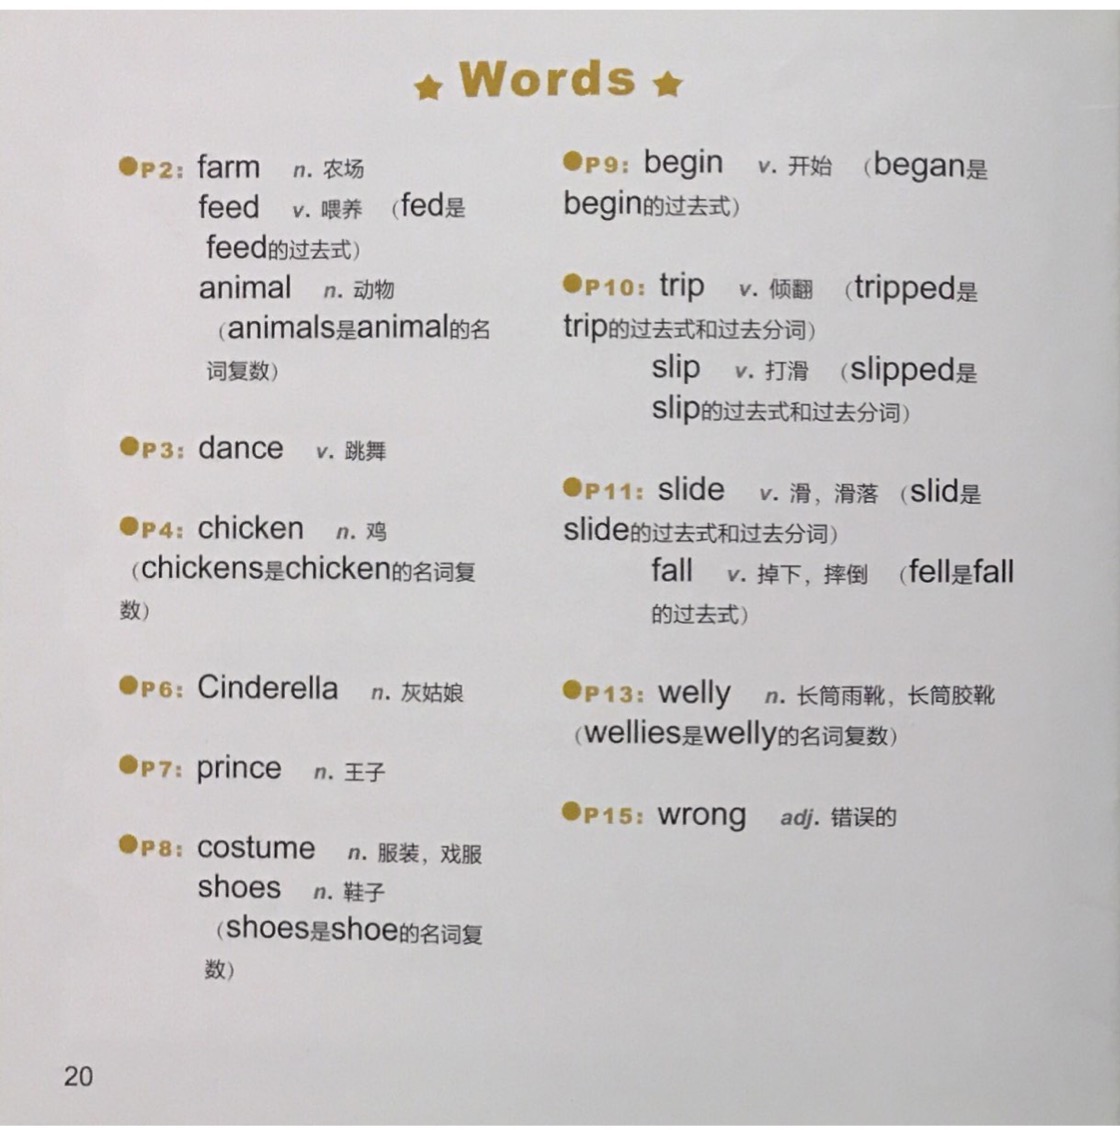 Words
P2: farm n. 农场
feed v. 喂养 （fed是
feed的过去式）
animal n. 动物
（animals是animal的名
词复数）
P3: dance v. 跳舞
P4: chicken n. 鸡
（chickens是chicken的名词复
数）
P6: Cinderella n. 灰姑娘
P7: prince n. 王子
P8: costume n. 服装，戏服
shoes n. 鞋子
（shoes是shoe的名词复
数）
P9: begin v. 开始 （began是
begin的过去式）
P10: trip v. 倾翻 （tripped是
trip的过去式和过去分词）
slip v. 打滑 （slipped是
slip的过去式和过去分词）
P11: slide v. 滑，滑落 （slid是
slide的过去式和过去分词）
fall v. 掉下，摔倒 （fell是fall
的过去式）
P13: welly n. 长筒雨靴，长筒胶靴
（wellies是welly的名词复数）
P15: wrong adj. 错误的
20